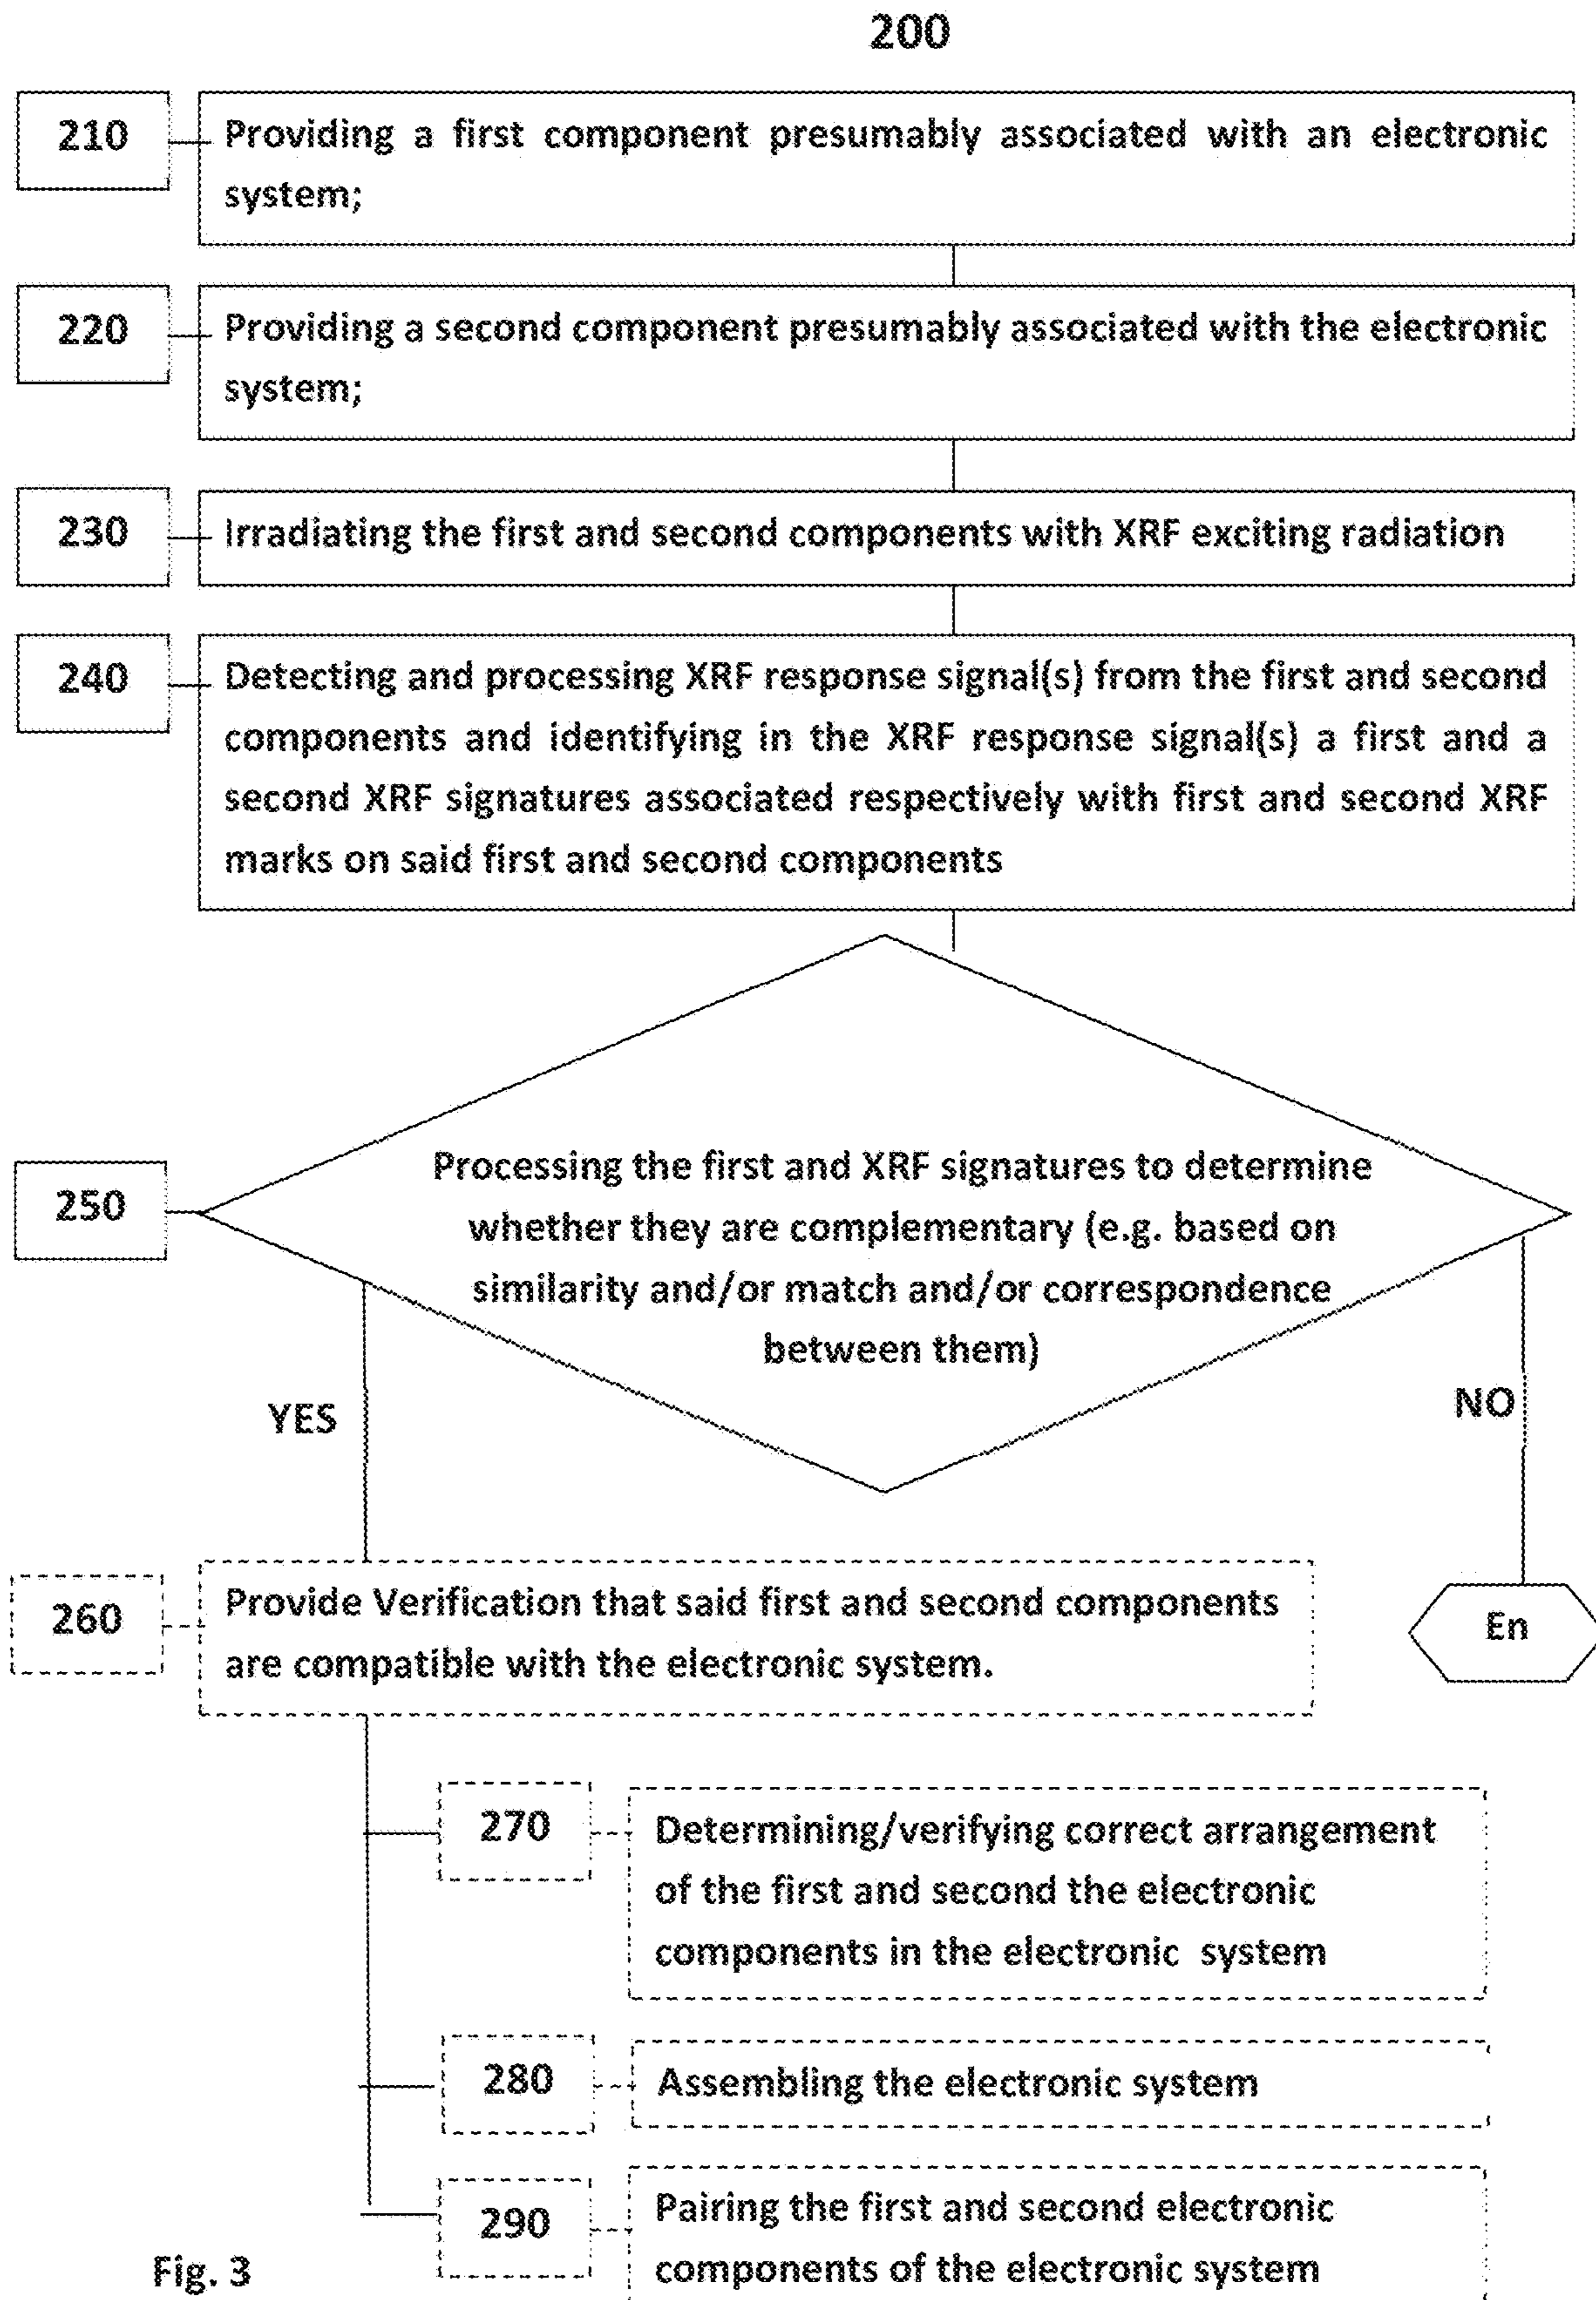 200
210
Providing a first component presumably associated with an electronic
system;
220
Providing a second component presumably associated with the electronic
system;
230
Irradiating the first and second components with XRF exciting radiation
240
Detecting and processing XRF response signal(s) from the first and second
components and identifying in the XRF response signal(s) a first and a
second XRF signatures associated respectively with first and second XRF
marks on said first and second components
250
Processing the first and XRF signatures to determine
whether they are complementary (e.g. based on
similarity and/or match and/or correspondence
between them)
YES
NO
260
Provide Verification that said first and second components
are compatible with the electronic system.
En
270
Determining/verifying correct arrangement
of the first and second the electronic
components in the electronic system
280
Assembling the electronic system
290
Pairing the first and second electronic
components of the electronic system
Fig. 3